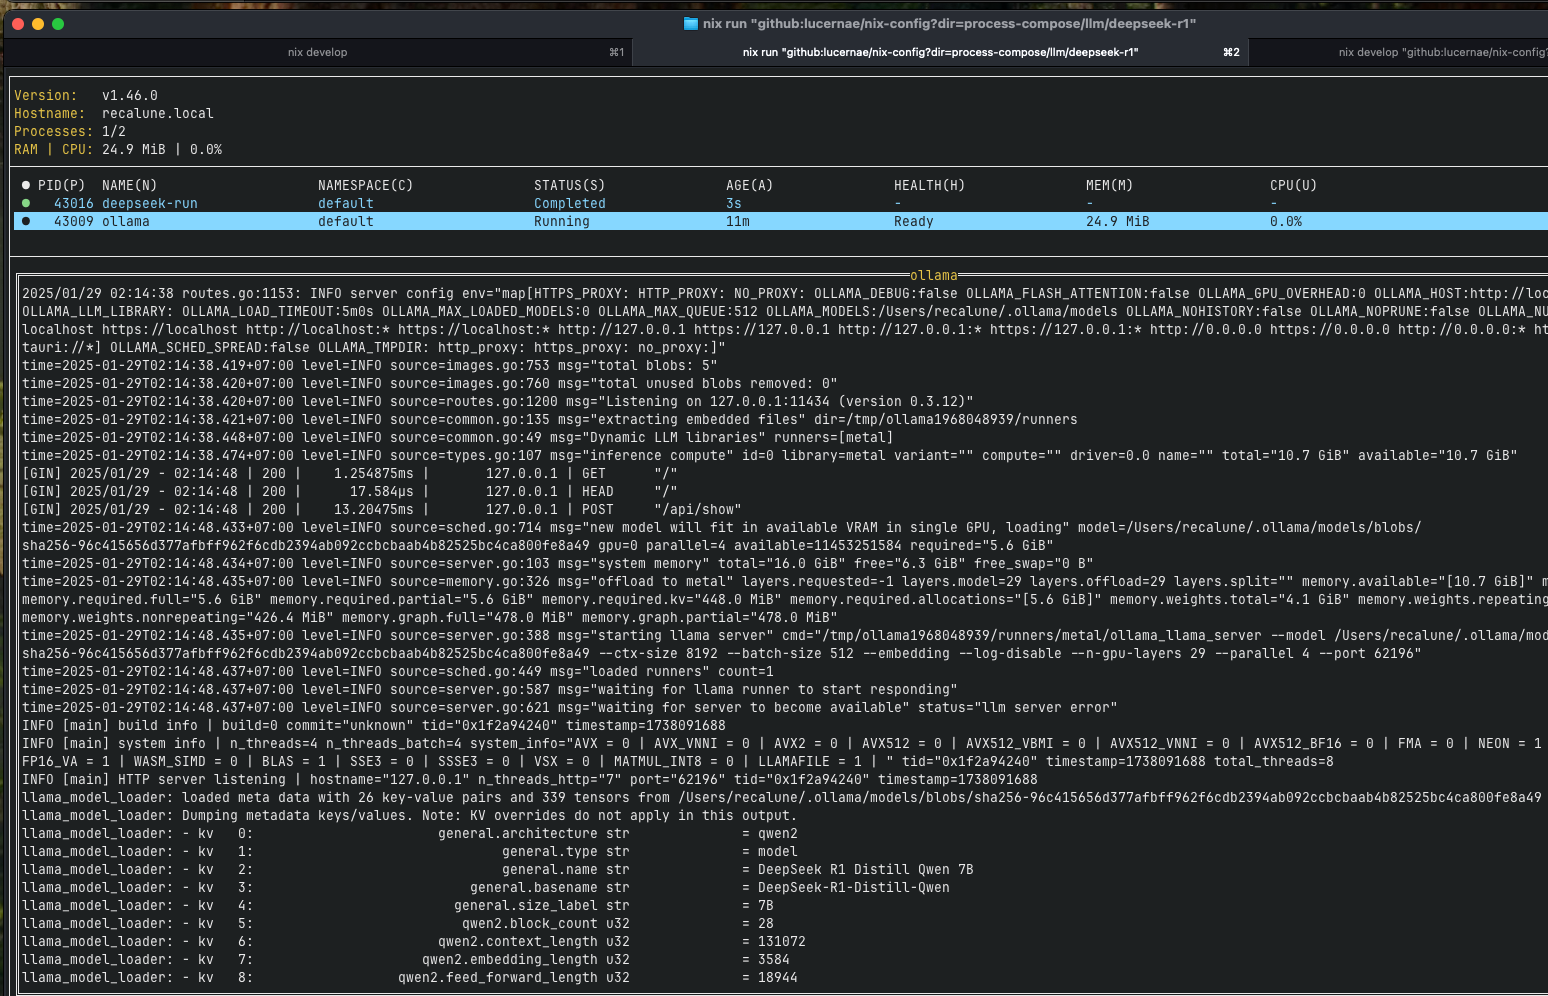 nix run "github:lucernae/nix-config?dir=process-compose/llm/deepseek-r1"
nix develop ⌘1 nix run "github:lucernae/nix-config?dir=process-compose/llm/deepseek-r1" ⌘2 nix develop "github:lucernae/nix-config?
Version: v1.46.0
Hostname: recalune.local
Processes: 1/2
RAM | CPU: 24.9 MiB | 0.0%
● PID(P) NAME(N) NAMESPACE(C) STATUS(S) AGE(A) HEALTH(H) MEM(M) CPU(U)
● 43016 deepseek-run default Completed 3s - - -
● 43009 ollama default Running 11m Ready 24.9 MiB 0.0%
ollama
2025/01/29 02:14:38 routes.go:1153: INFO server config env="map[HTTPS_PROXY: HTTP_PROXY: NO_PROXY: OLLAMA_DEBUG:false OLLAMA_FLASH_ATTENTION:false OLLAMA_GPU_OVERHEAD:0 OLLAMA_HOST:http://loc
OLLAMA_LLM_LIBRARY: OLLAMA_LOAD_TIMEOUT:5m0s OLLAMA_MAX_LOADED_MODELS:0 OLLAMA_MAX_QUEUE:512 OLLAMA_MODELS:/Users/recalune/.ollama/models OLLAMA_NOHISTORY:false OLLAMA_NOPRUNE:false OLLAMA_NU
localhost https://localhost http://localhost:* https://localhost:* http://127.0.0.1 https://127.0.0.1 http://127.0.0.1:* https://127.0.0.1:* http://0.0.0.0 https://0.0.0.0 http://0.0.0.0:* ht
tauri://*] OLLAMA_SCHED_SPREAD:false OLLAMA_TMPDIR: http_proxy: https_proxy: no_proxy:]"
time=2025-01-29T02:14:38.419+07:00 level=INFO source=images.go:753 msg="total blobs: 5"
time=2025-01-29T02:14:38.420+07:00 level=INFO source=images.go:760 msg="total unused blobs removed: 0"
time=2025-01-29T02:14:38.420+07:00 level=INFO source=routes.go:1200 msg="Listening on 127.0.0.1:11434 (version 0.3.12)"
time=2025-01-29T02:14:38.421+07:00 level=INFO source=common.go:135 msg="extracting embedded files" dir=/tmp/ollama1968048939/runners
time=2025-01-29T02:14:38.448+07:00 level=INFO source=common.go:49 msg="Dynamic LLM libraries" runners=[metal]
time=2025-01-29T02:14:38.474+07:00 level=INFO source=types.go:107 msg="inference compute" id=0 library=metal variant="" compute="" driver=0.0 name="" total="10.7 GiB" available="10.7 GiB"
[GIN] 2025/01/29 - 02:14:48 | 200 | 1.254875ms | 127.0.0.1 | GET "/"
[GIN] 2025/01/29 - 02:14:48 | 200 | 17.584µs | 127.0.0.1 | HEAD "/"
[GIN] 2025/01/29 - 02:14:48 | 200 | 13.20475ms | 127.0.0.1 | POST "/api/show"
time=2025-01-29T02:14:48.433+07:00 level=INFO source=sched.go:714 msg="new model will fit in available VRAM in single GPU, loading" model=/Users/recalune/.ollama/models/blobs/
sha256-96c415656d377afbff962f6cdb2394ab092ccbcbaab4b82525bc4ca800fe8a49 gpu=0 parallel=4 available=11453251584 required="5.6 GiB"
time=2025-01-29T02:14:48.434+07:00 level=INFO source=server.go:103 msg="system memory" total="16.0 GiB" free="6.3 GiB" free_swap="0 B"
time=2025-01-29T02:14:48.435+07:00 level=INFO source=memory.go:326 msg="offload to metal" layers.requested=-1 layers.model=29 layers.offload=29 layers.split="" memory.available="[10.7 GiB]" m
memory.required.full="5.6 GiB" memory.required.partial="5.6 GiB" memory.required.kv="448.0 MiB" memory.required.allocations="[5.6 GiB]" memory.weights.total="4.1 GiB" memory.weights.repeating
memory.weights.nonrepeating="426.4 MiB" memory.graph.full="478.0 MiB" memory.graph.partial="478.0 MiB"
time=2025-01-29T02:14:48.435+07:00 level=INFO source=server.go:388 msg="starting llama server" cmd="/tmp/ollama1968048939/runners/metal/ollama_llama_server --model /Users/recalune/.ollama/mod
sha256-96c415656d377afbff962f6cdb2394ab092ccbcbaab4b82525bc4ca800fe8a49 --ctx-size 8192 --batch-size 512 --embedding --log-disable --n-gpu-layers 29 --parallel 4 --port 62196"
time=2025-01-29T02:14:48.437+07:00 level=INFO source=sched.go:449 msg="loaded runners" count=1
time=2025-01-29T02:14:48.437+07:00 level=INFO source=server.go:587 msg="waiting for llama runner to start responding"
time=2025-01-29T02:14:48.437+07:00 level=INFO source=server.go:621 msg="waiting for server to become available" status="llm server error"
INFO [main] build info | build=0 commit="unknown" tid="0x1f2a94240" timestamp=1738091688
INFO [main] system info | n_threads=4 n_threads_batch=4 system_info="AVX = 0 | AVX_VNNI = 0 | AVX2 = 0 | AVX512 = 0 | AVX512_VBMI = 0 | AVX512_VNNI = 0 | AVX512_BF16 = 0 | FMA = 0 | NEON = 1
FP16_VA = 1 | WASM_SIMD = 0 | BLAS = 1 | SSE3 = 0 | SSSE3 = 0 | VSX = 0 | MATMUL_INT8 = 0 | LLAMAFILE = 1 | " tid="0x1f2a94240" timestamp=1738091688 total_threads=8
INFO [main] HTTP server listening | hostname="127.0.0.1" n_threads_http="7" port="62196" tid="0x1f2a94240" timestamp=1738091688
llama_model_loader: loaded meta data with 26 key-value pairs and 339 tensors from /Users/recalune/.ollama/models/blobs/sha256-96c415656d377afbff962f6cdb2394ab092ccbcbaab4b82525bc4ca800fe8a49
llama_model_loader: Dumping metadata keys/values. Note: KV overrides do not apply in this output.
llama_model_loader: - kv 0: general.architecture str = qwen2
llama_model_loader: - kv 1: general.type str = model
llama_model_loader: - kv 2: general.name str = DeepSeek R1 Distill Qwen 7B
llama_model_loader: - kv 3: general.basename str = DeepSeek-R1-Distill-Qwen
llama_model_loader: - kv 4: general.size_label str = 7B
llama_model_loader: - kv 5: qwen2.block_count u32 = 28
llama_model_loader: - kv 6: qwen2.context_length u32 = 131072
llama_model_loader: - kv 7: qwen2.embedding_length u32 = 3584
llama_model_loader: - kv 8: qwen2.feed_forward_length u32 = 18944